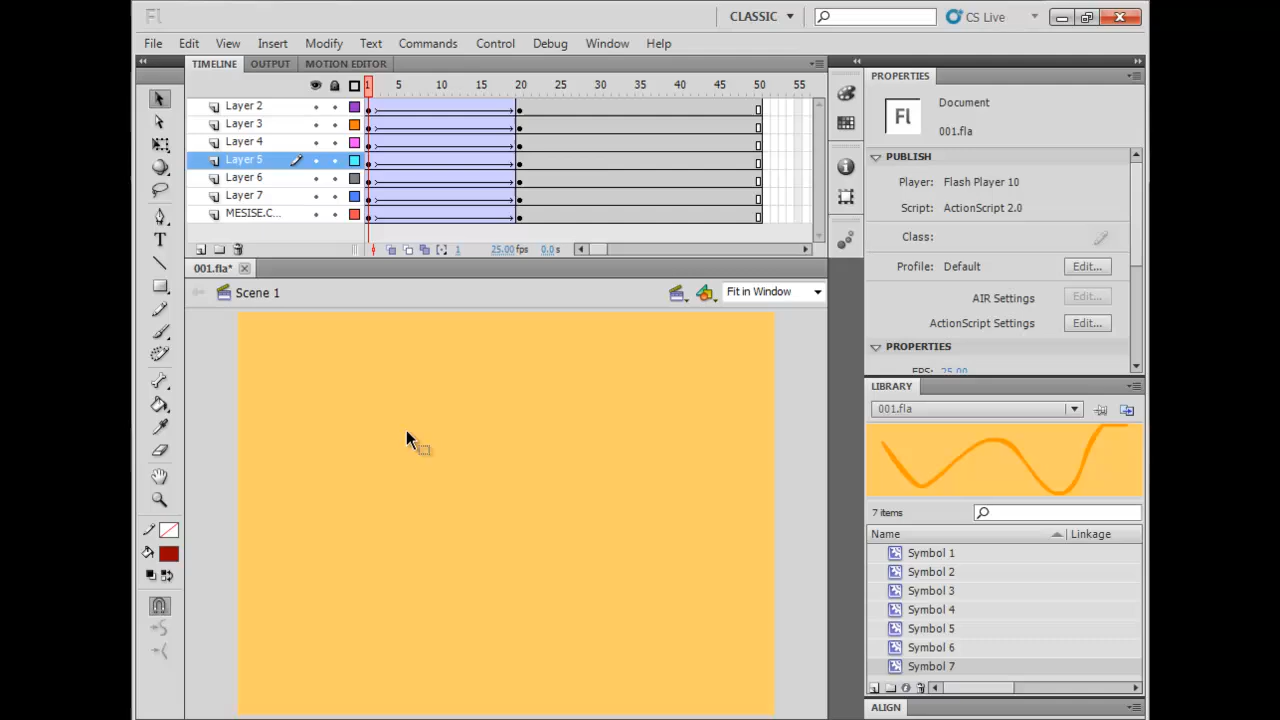 Fl CLASSIC CS Live
File Edit View Insert Modify Text Commands Control Debug Window Help
TIMELINE OUTPUT MOTION EDITOR
1 5 10 15 20 25 30 35 40 45 50 55
Layer 2
Layer 3
Layer 4
Layer 5
Layer 6
Layer 7
MESISE.C...
1 25.00 fps 0.0 s
001.fla*
Scene 1 Fit in Window
T
PROPERTIES
Fl Document
001.fla
PUBLISH
Player: Flash Player 10
Script: ActionScript 2.0
Class:
Profile: Default Edit...
AIR Settings Edit...
ActionScript Settings Edit...
PROPERTIES
FPS: 25.00
LIBRARY
001.fla
7 items
Name Linkage
Symbol 1
Symbol 2
Symbol 3
Symbol 4
Symbol 5
Symbol 6
Symbol 7
ALIGN